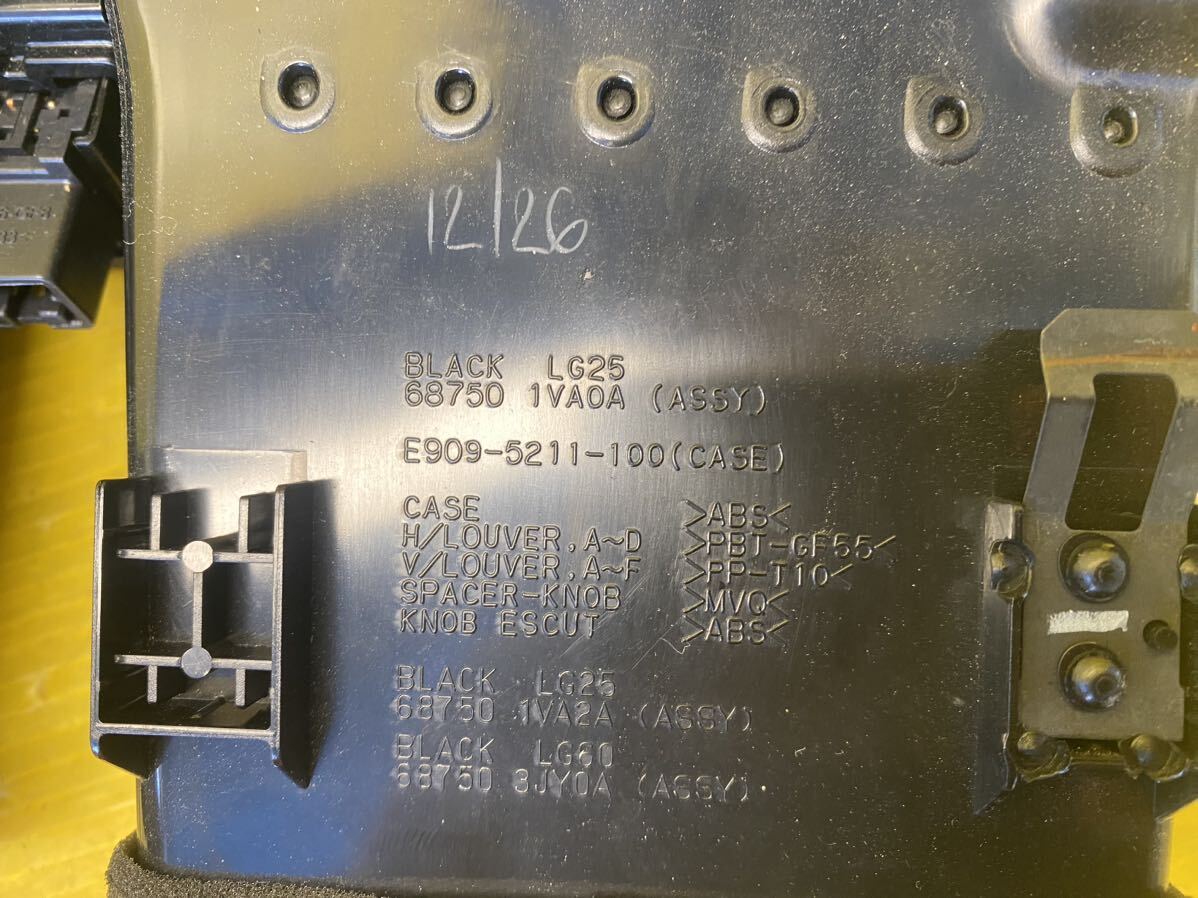 12/26
BLACK LG25
68750 1VA0A (ASSY)
E909-5211-100(CASE)
CASE >ABS<
H/LOUVER,A~D >PBT-GF55<
V/LOUVER,A~F >PP-T10<
SPACER-KNOB >MVQ<
KNOB ESCUT >ABS<
BLACK LG25
68750 1VA2A (ASSY)
BLACK LG60
68750 3JY0A (ASSY)